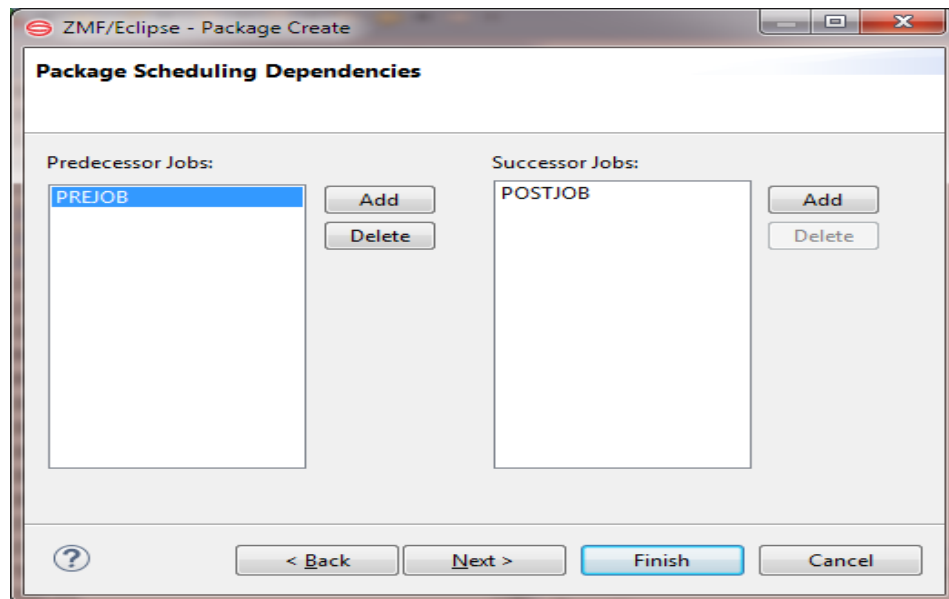 ZMF/Eclipse - Package Create
Package Scheduling Dependencies
Predecessor Jobs:
Successor Jobs:
PREJOB
Add
Delete
POSTJOB
Add
Delete
?
< Back
Next >
Finish
Cancel